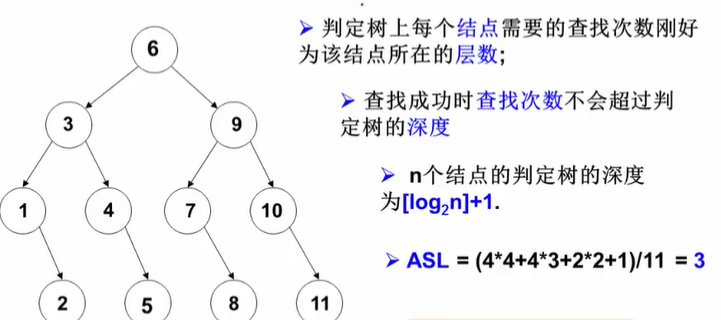 ➢ 判定树上每个结点需要的查找次数刚好
为该结点所在的层数;
➢ 查找成功时查找次数不会超过判
定树的深度
➢ n个结点的判定树的深度
为[log₂n]+1.
➢ ASL = (4*4+4*3+2*2+1)/11 = 3
6
3 9
1 4 7 10
2 5 8 11